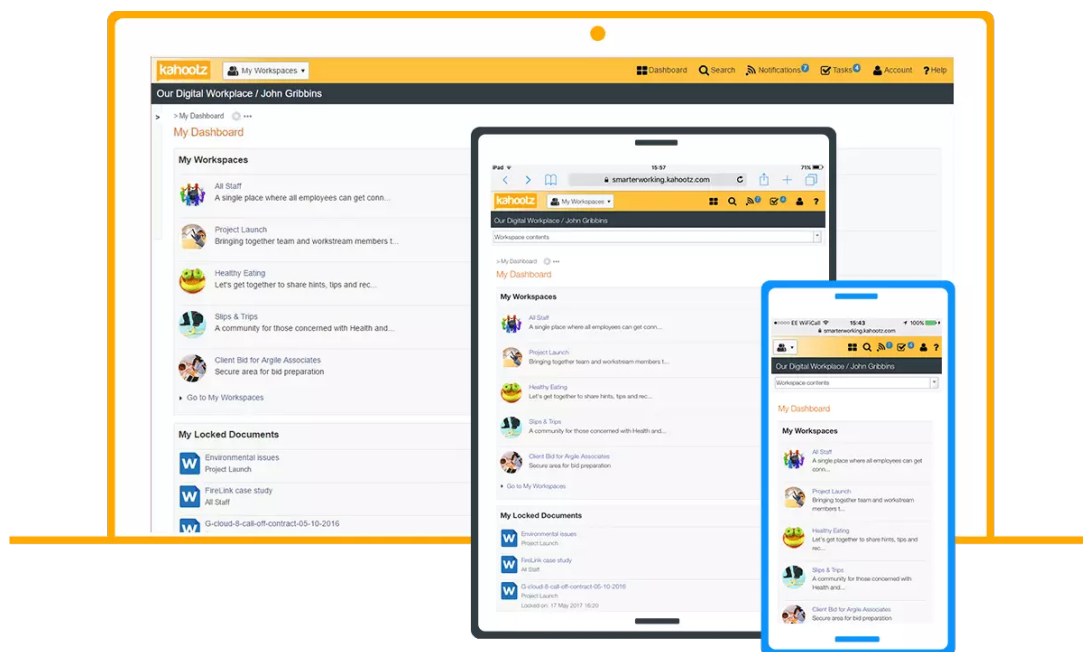 kahootz
My Workspaces
Dashboard
Search
Notifications 7
Tasks 4
Account
? Help
Our Digital Workplace / John Gribbins
>
> My Dashboard
My Dashboard
My Workspaces
All Staff
A single place where all employees can get conn...
Project Launch
Bringing together team and workstream members t...
Healthy Eating
Let's get together to share hints, tips and rec...
Slips & Trips
A community for those concerned with Health and...
Client Bid for Argile Associates
Secure area for bid preparation
Go to My Workspaces
My Locked Documents
W
Environmental issues
Project Launch
W
FireLink case study
All Staff
W
G-cloud-8-call-off-contract-05-10-2016
iPad
15:57
71%
smarterworking.kahootz.com
kahootz
My Workspaces
7
4
?
Our Digital Workplace / John Gribbins
Workspace contents
> My Dashboard
My Dashboard
My Workspaces
All Staff
A single place where all employees can get conn...
Project Launch
Bringing together team and workstream members t...
Healthy Eating
Let's get together to share hints, tips and rec...
Slips & Trips
A community for those concerned with Health and...
Client Bid for Argile Associates
Secure area for bid preparation
Go to My Workspaces
My Locked Documents
W
Environmental issues
Project Launch
W
FireLink case study
All Staff
W
G-cloud-8-call-off-contract-05-10-2016
Project Launch
Locked on: 17 May 2017 16:20
EE WiFiCall
15:43
100%
smarterworking.kahootz.com
?
Our Digital Workplace / John Gribbins
Workspace contents
My Dashboard
My Workspaces
All Staff
A single place where all employees can get
conn...
Project Launch
Bringing together team and workstream
members t...
Healthy Eating
Let's get together to share hints, tips and
rec...
Slips & Trips
A community for those concerned with
Health and...
Client Bid for Argile Associates
Secure area for bid preparation